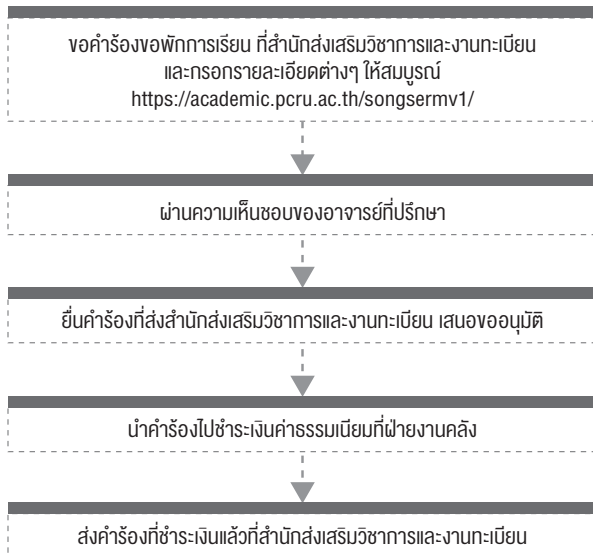 ขอคำร้องขอพักการเรียน ที่สำนักส่งเสริมวิชาการและงานทะเบียน
และกรอกรายละเอียดต่างๆ ให้สมบูรณ์
https://academic.pcru.ac.th/songsermv1/
ผ่านความเห็นชอบของอาจารย์ที่ปรึกษา
ยื่นคำร้องที่ส่งสำนักส่งเสริมวิชาการและงานทะเบียน เสนอขออนุมัติ
นำคำร้องไปชำระเงินค่าธรรมเนียมที่ฝ่ายงานคลัง
ส่งคำร้องที่ชำระเงินแล้วที่สำนักส่งเสริมวิชาการและงานทะเบียน